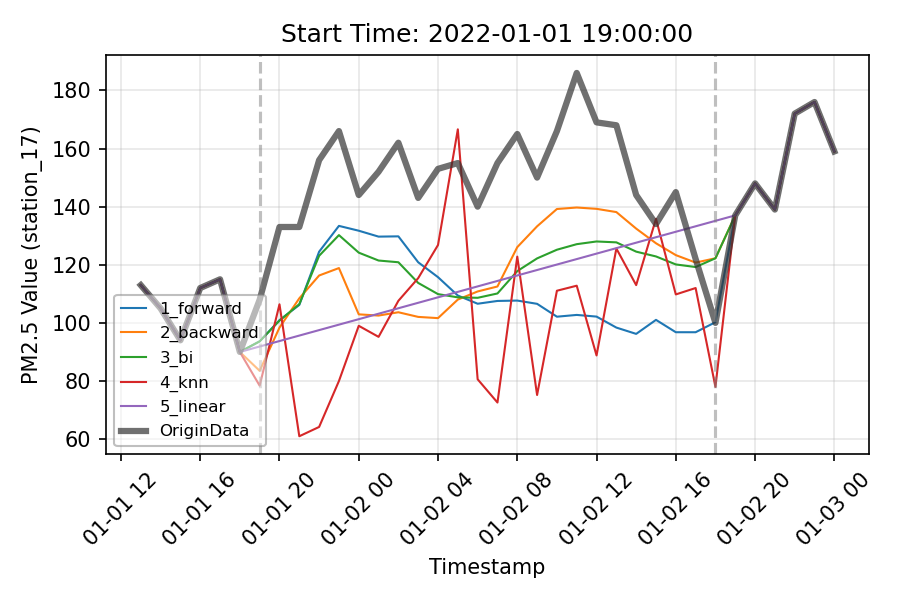 Start Time: 2022-01-01 19:00:00
PM2.5 Value (station_17)
180
160
140
120
100
80
60
1_forward
2_backward
3_bi
4_knn
5_linear
OriginData
01-01 12
01-01 16
01-01 20
01-02 00
01-02 04
01-02 08
01-02 12
01-02 16
01-02 20
01-03 00
Timestamp